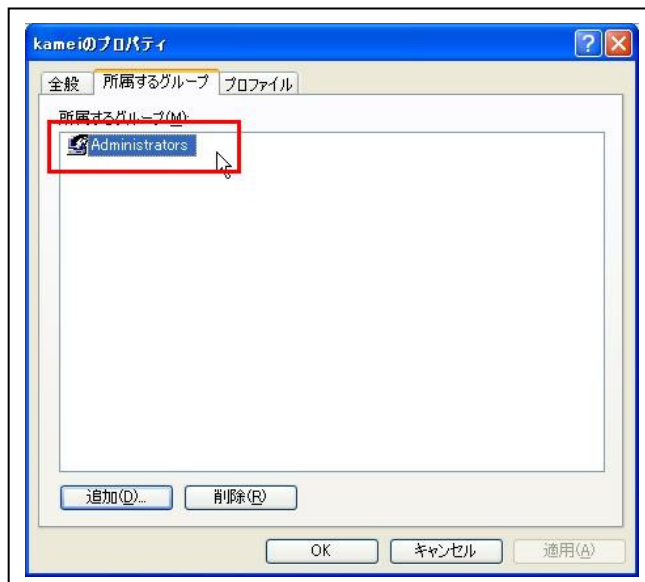 kameiのプロパティ
全般 所属するグループ プロファイル
所属するグループ(M):
Administrators
追加(D)... 削除(R)
OK キャンセル 適用(A)